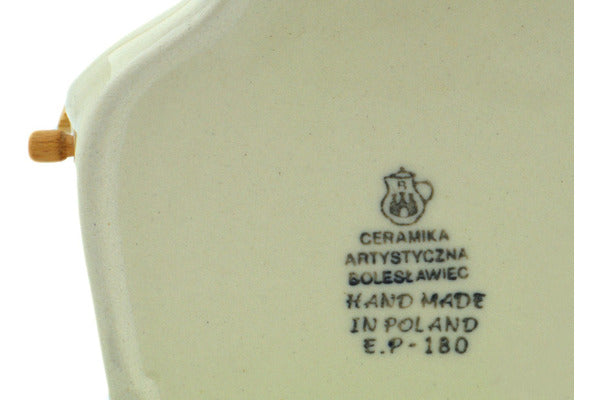 B
CERAMIKA
ARTYSTYCZNA
BOLESŁAWIEC
HAND MADE
IN POLAND
E.P-180